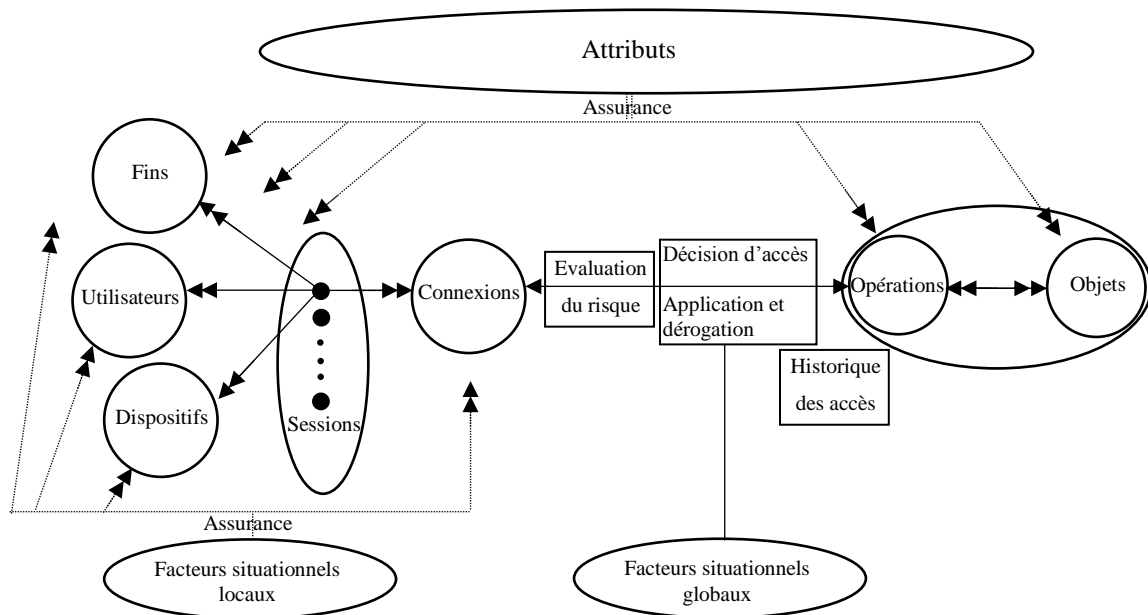 Attributs
Assurance
Fins
Utilisateurs
Dispositifs
Sessions
Connexions
Evaluation
du risque
Décision d’accès
Application et
dérogation
Historique
des accès
Opérations
Objets
Assurance
Facteurs situationnels
locaux
Facteurs situationnels
globaux